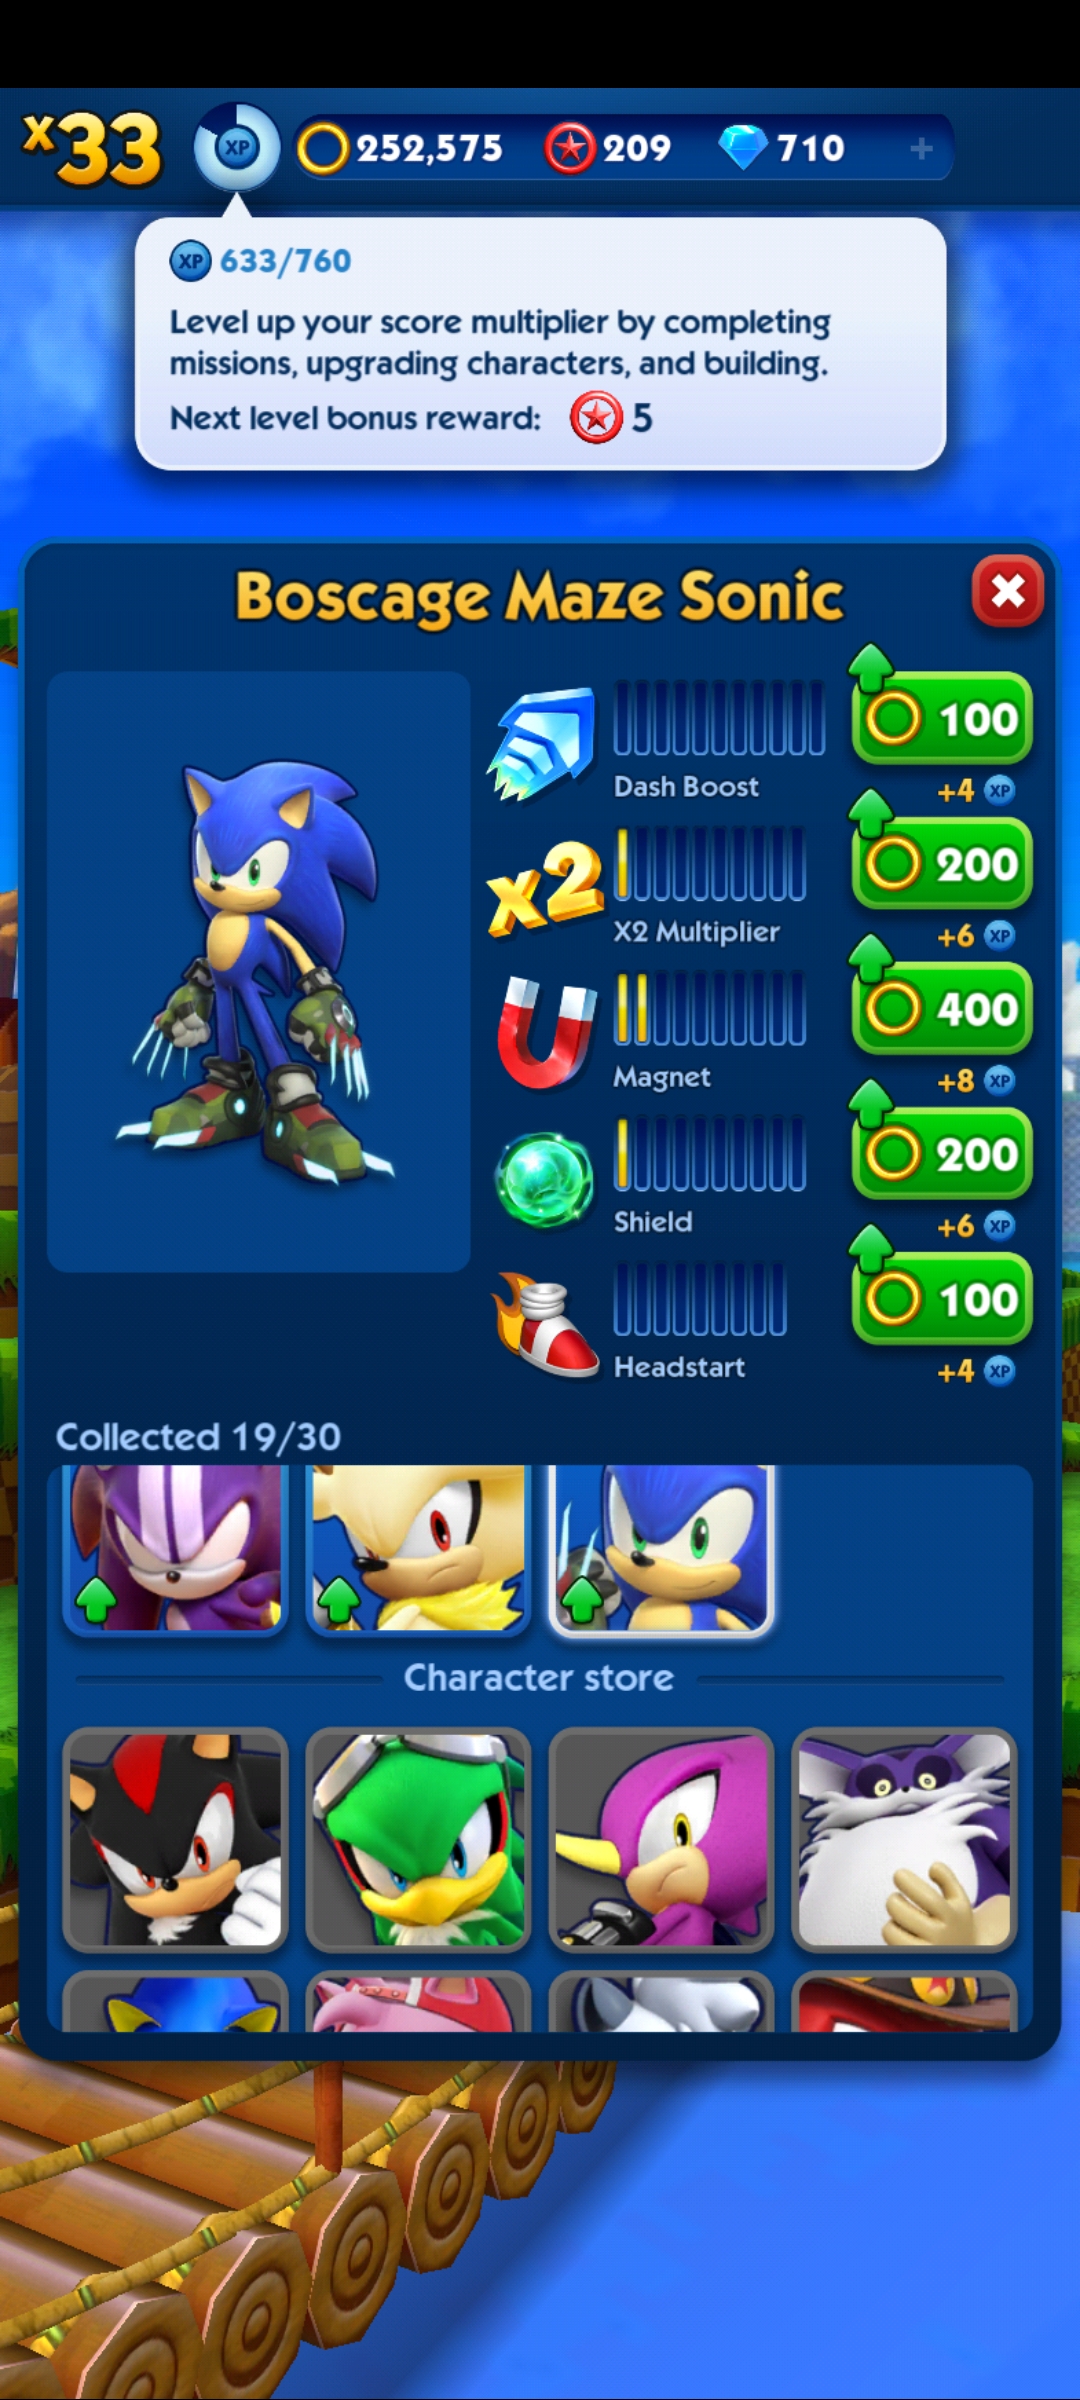 x33 XP 252,575 209 710 +
XP 633/760
Level up your score multiplier by completing
missions, upgrading characters, and building.
Next level bonus reward: 5
Boscage Maze Sonic
100
Dash Boost
+4 XP
x2
200
X2 Multiplier
+6 XP
400
Magnet
+8 XP
200
Shield
+6 XP
100
Headstart
+4 XP
Collected 19/30
Character store